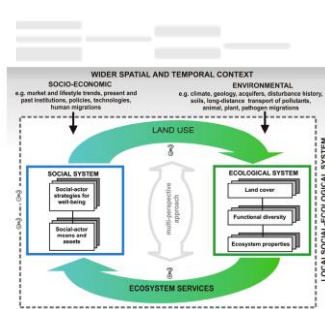 WIDER SPATIAL AND TEMPORAL CONTEXT
SOCIO-ECONOMIC
e.g. market and lifestyle trends, present and
past institutions, policies, technologies,
human migrations
ENVIRONMENTAL
e.g. climate, geology, acquifers, disturbance history,
soils, long-distance transport of pollutants,
animal, plant, pathogen migrations
LAND USE
SOCIAL SYSTEM
Social-actor
strategies for
well-being
Social-actor
means and
assets
multi-perspective
approach
ECOLOGICAL SYSTEM
Land cover
Functional diversity
Ecosystem properties
LOCAL SOCIAL-ECOLOGICAL SYSTEM
ECOSYSTEM SERVICES